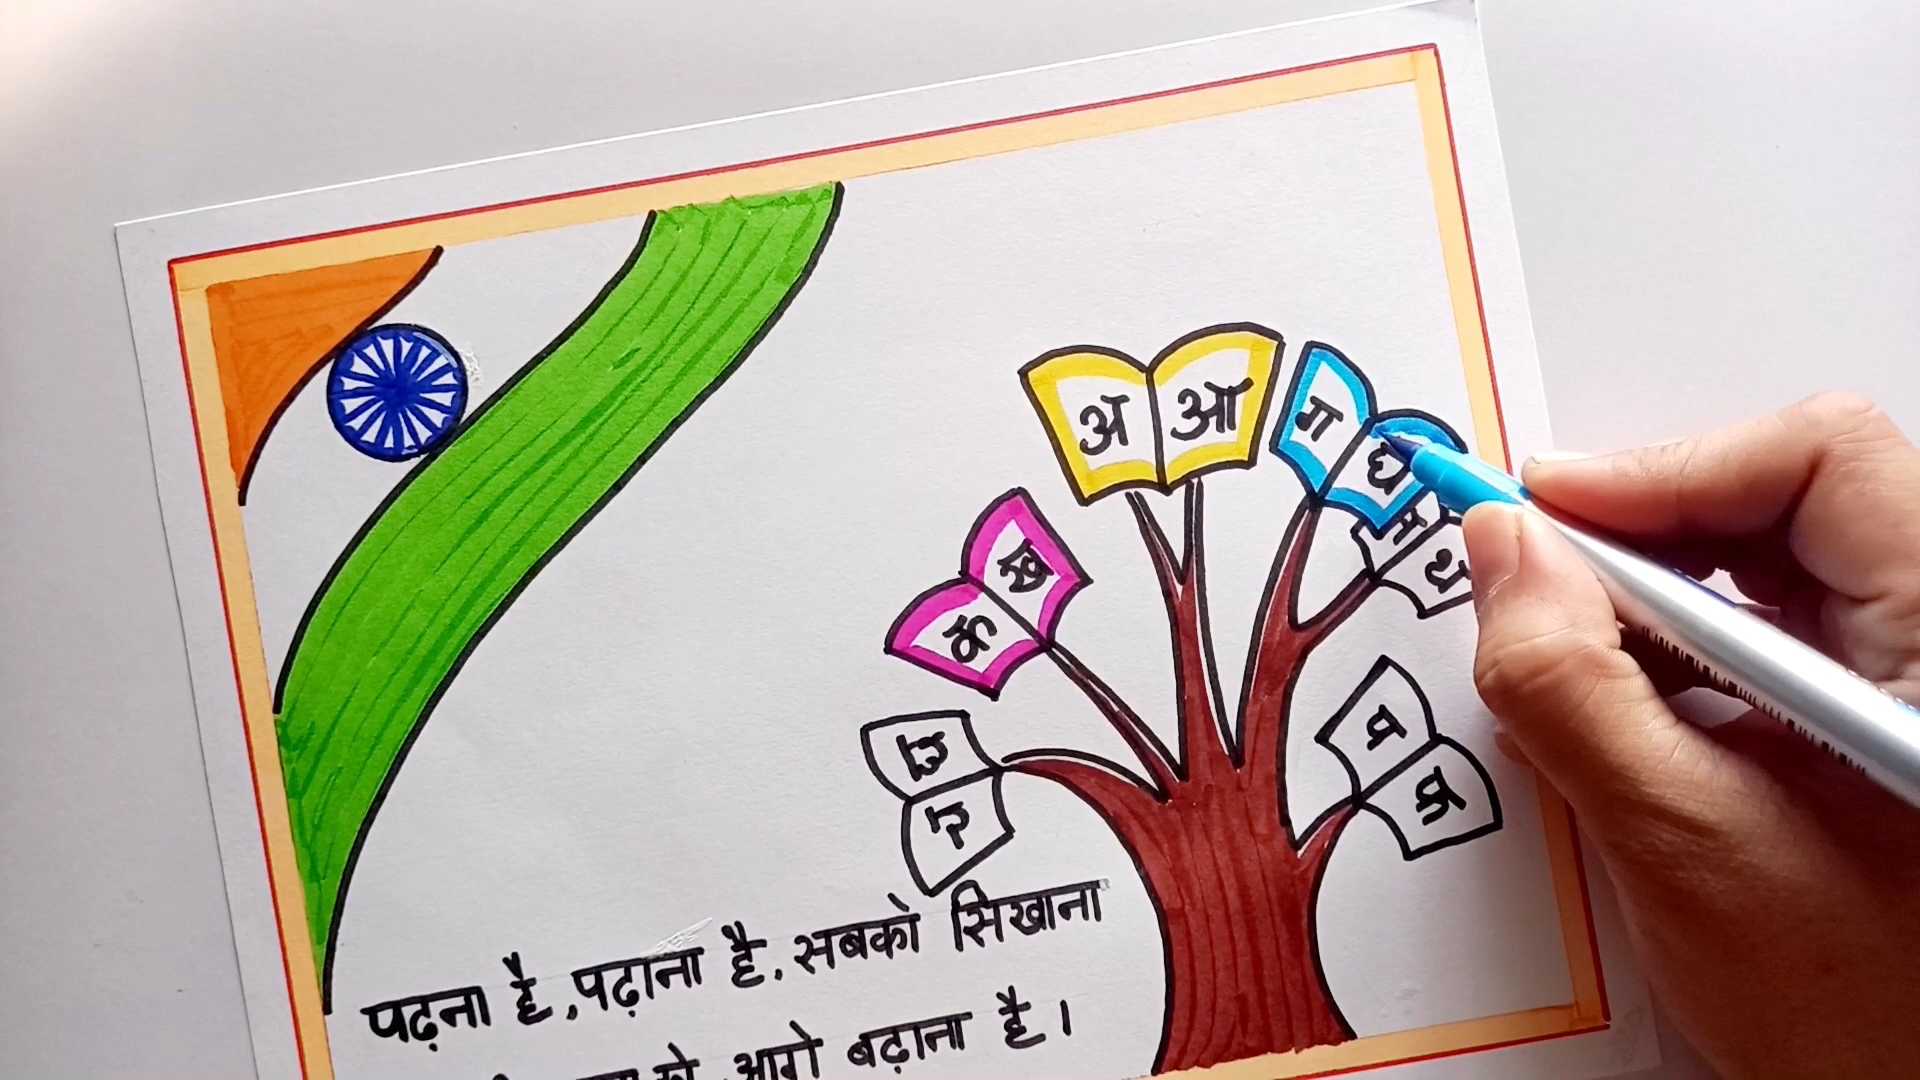 अ आ
ग घ
क ख
म थ
इ ई
प फ
पढ़ना है, पढ़ाना है, सबको सिखाना
आगे बढ़ाना है।